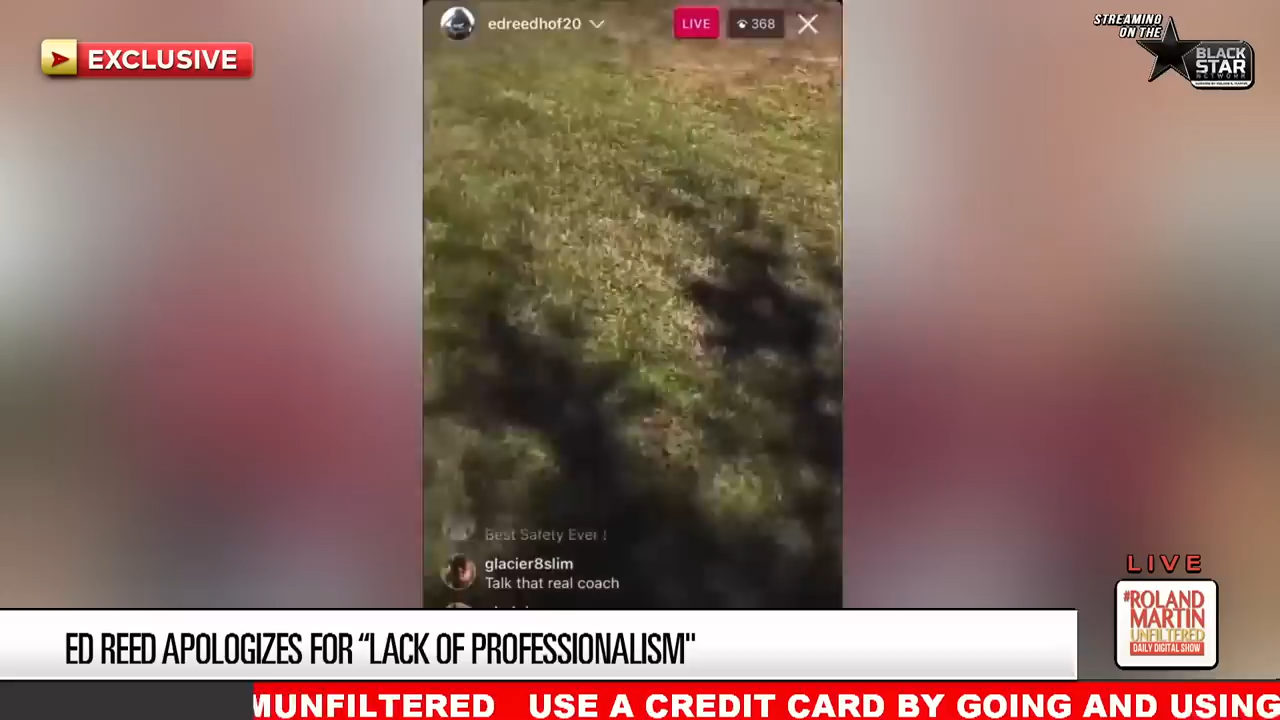 edreedhof20
LIVE
368
EXCLUSIVE
STREAMING
ON THE
BLACK
STAR
NETWORK
Best Safety Ever !
glacier8slim
Talk that real coach
LIVE
#ROLAND
MARTIN
UNFILTERED
DAILY DIGITAL SHOW
ED REED APOLOGIZES FOR “LACK OF PROFESSIONALISM"
MUNFILTERED USE A CREDIT CARD BY GOING AND USING